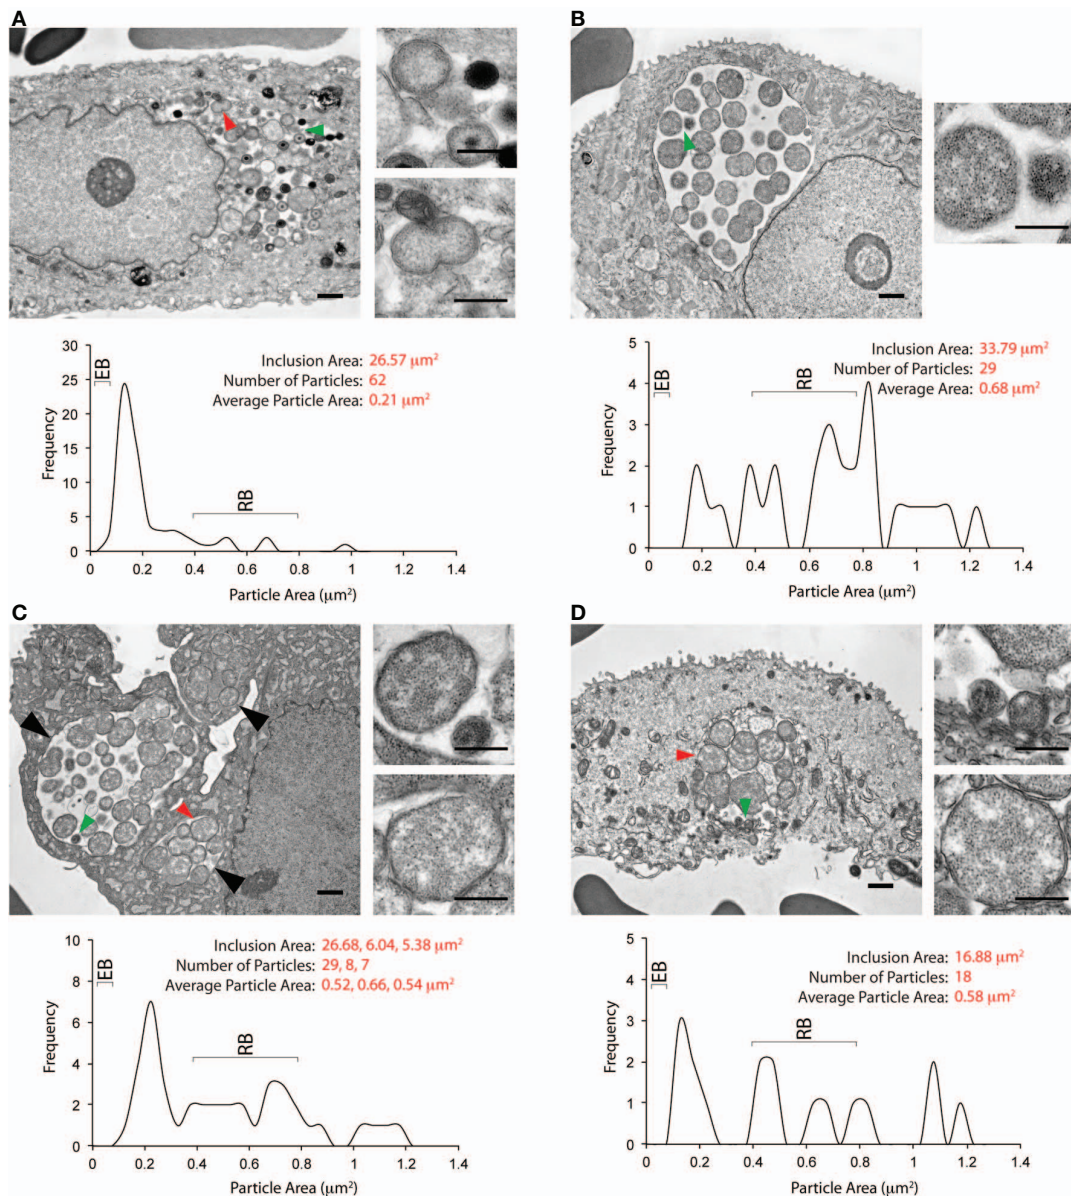 A
B
Inclusion Area: 26.57 μm²
Number of Particles: 62
Average Particle Area: 0.21 μm²
EB
RB
Frequency
30
25
20
15
10
5
0
0 0.2 0.4 0.6 0.8 1 1.2 1.4
Particle Area (μm²)
Inclusion Area: 33.79 μm²
Number of Particles: 29
Average Particle Area: 0.68 μm²
EB
RB
Frequency
5
4
3
2
1
0
0 0.2 0.4 0.6 0.8 1 1.2 1.4
Particle Area (μm²)
C
D
Inclusion Area: 26.68, 6.04, 5.38 μm²
Number of Particles: 29, 8, 7
Average Particle Area: 0.52, 0.66, 0.54 μm²
EB
RB
Frequency
10
8
6
4
2
0
0 0.2 0.4 0.6 0.8 1 1.2 1.4
Particle Area (μm²)
Inclusion Area: 16.88 μm²
Number of Particles: 18
Average Particle Area: 0.58 μm²
EB
RB
Frequency
5
4
3
2
1
0
0 0.2 0.4 0.6 0.8 1 1.2 1.4
Particle Area (μm²)